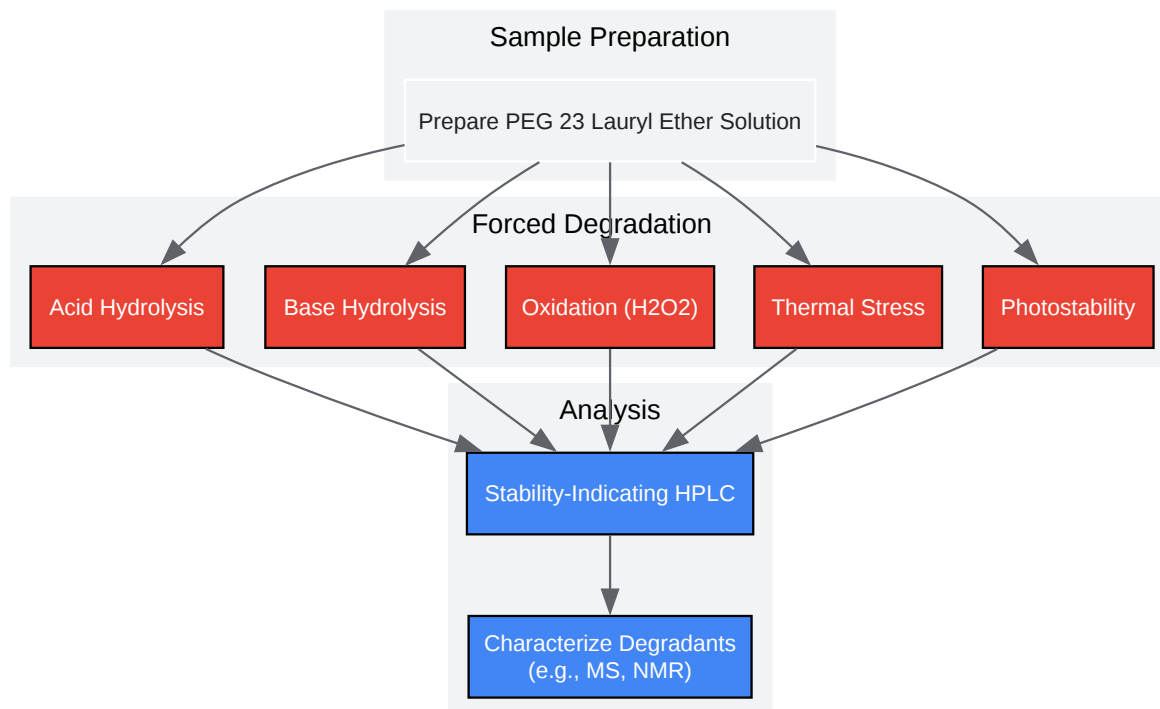 Sample Preparation
Prepare PEG 23 Lauryl Ether Solution
Forced Degradation
Acid Hydrolysis
Base Hydrolysis
Oxidation (H2O2)
Thermal Stress
Photostability
Analysis
Stability-Indicating HPLC
Characterize Degradants
(e.g., MS, NMR)